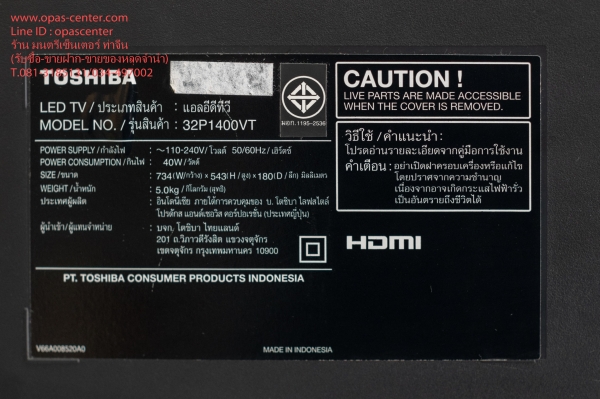 www.opas-center.com
Line ID : opascenter
ร้าน มนตรีเซ็นเตอร์ ท่าจีน
(รับซื้อ-ขายฝาก-ขายของหลุดจำนำ)
TOSHIBA
LED TV / ประเภทสินค้า : แอลอีดีทีวี
MODEL NO. / รุ่นสินค้า : 32P1400VT
มอก. 1195-2536
POWER SUPPLY / กำลังไฟ : ~110-240V / โวลต์ 50/60Hz / เฮิร์ตซ์
POWER CONSUMPTION / กินไฟ : 40W / วัตต์
SIZE / ขนาด : 734(W/กว้าง) x 543(H / สูง) x 180(D / ลึก) มิลลิเมตร
WEIGHT / น้ำหนัก : 5.0kg / กิโลกรัม (สุทธิ)
ประเทศผู้ผลิต : อินโดนีเซีย ภายใต้การควบคุมของ บ. โตชิบา ไลฟสไตล์
โปรดักส์ แอนด์เซอวิส คอร์ปอเรชั่น (ประเทศญี่ปุ่น)
ผู้นำเข้า / ผู้แทนจำหน่าย : บจก. โตชิบา ไทยแลนด์
201 ถ.วิภาวดีรังสิต แขวงจตุจักร
เขตจตุจักร กรุงเทพมหานคร 10900
PT. TOSHIBA CONSUMER PRODUCTS INDONESIA
V66A008520A0
MADE IN INDONESIA
CAUTION !
LIVE PARTS ARE MADE ACCESSIBLE
WHEN THE COVER IS REMOVED.
วิธีใช้ / คำแนะนำ :
โปรดอ่านรายละเอียดจากคู่มือการใช้งาน
คำเตือน : อย่าเปิดฝาครอบเครื่องหรือแก้ไข
โดยปราศจากความชำนาญ
เนื่องจากอาจเกิดกระแสไฟฟ้ารั่ว
เป็นอันตรายถึงชีวิตได้
HDMI